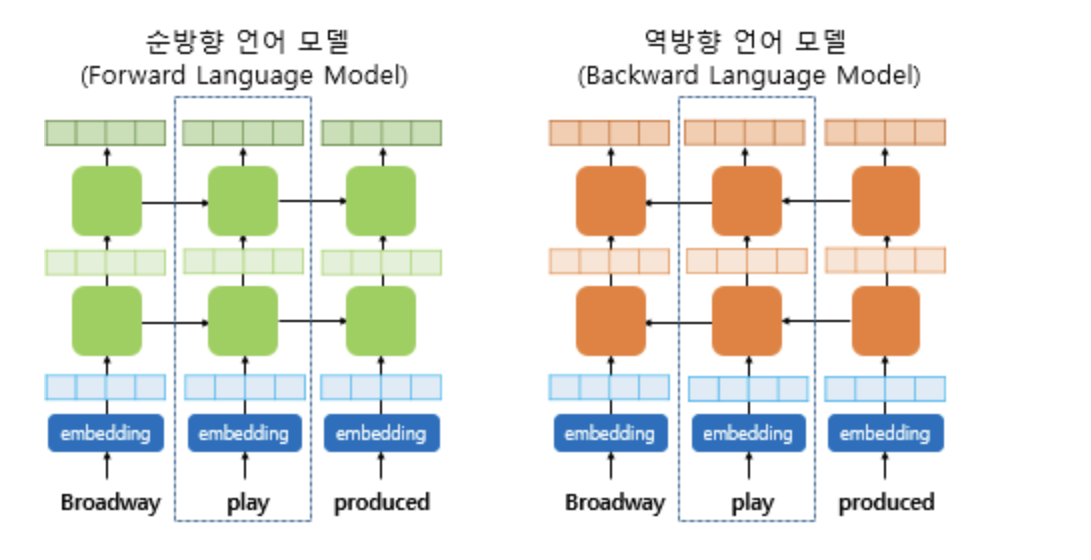 순방향 언어 모델
(Forward Language Model)
embedding embedding embedding
Broadway play produced
역방향 언어 모델
(Backward Language Model)
embedding embedding embedding
Broadway play produced